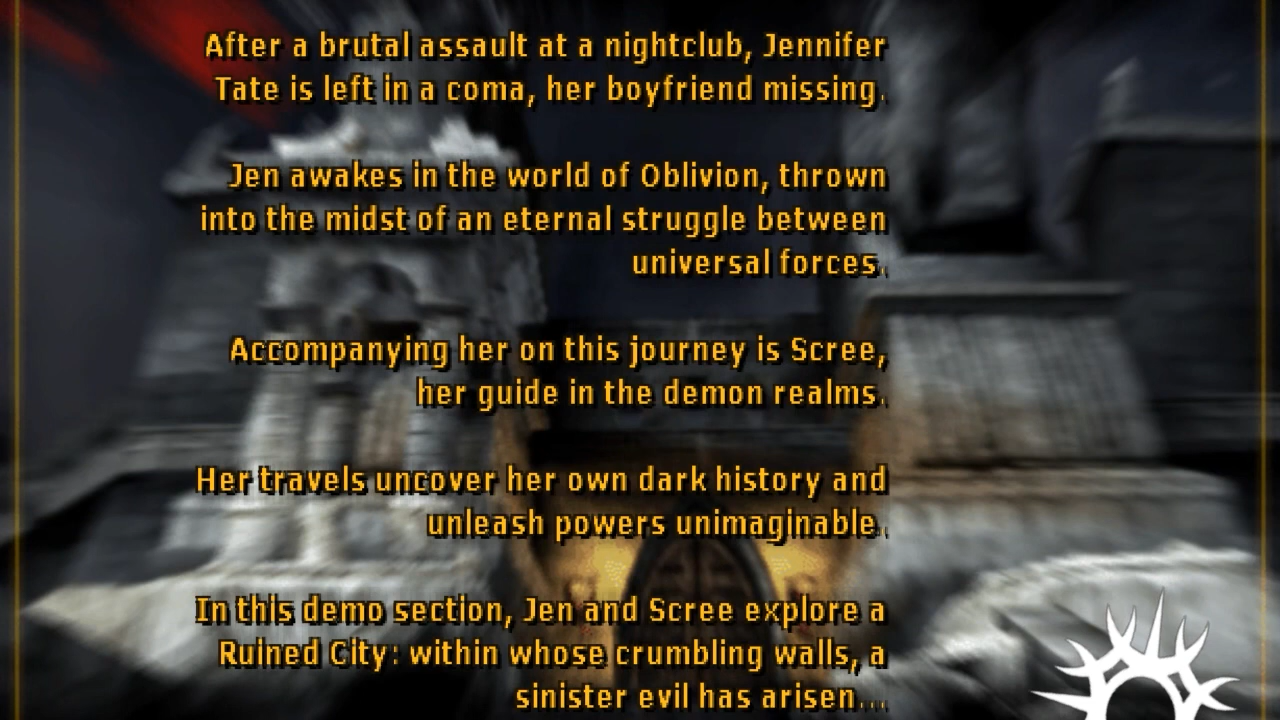 After a brutal assault at a nightclub, Jennifer
Tate is left in a coma, her boyfriend missing.
Jen awakes in the world of Oblivion, thrown
into the midst of an eternal struggle between
universal forces.
Accompanying her on this journey is Scree,
her guide in the demon realms.
Her travels uncover her own dark history and
unleash powers unimaginable.
In this demo section, Jen and Scree explore a
Ruined City: within whose crumbling walls, a
sinister evil has arisen...